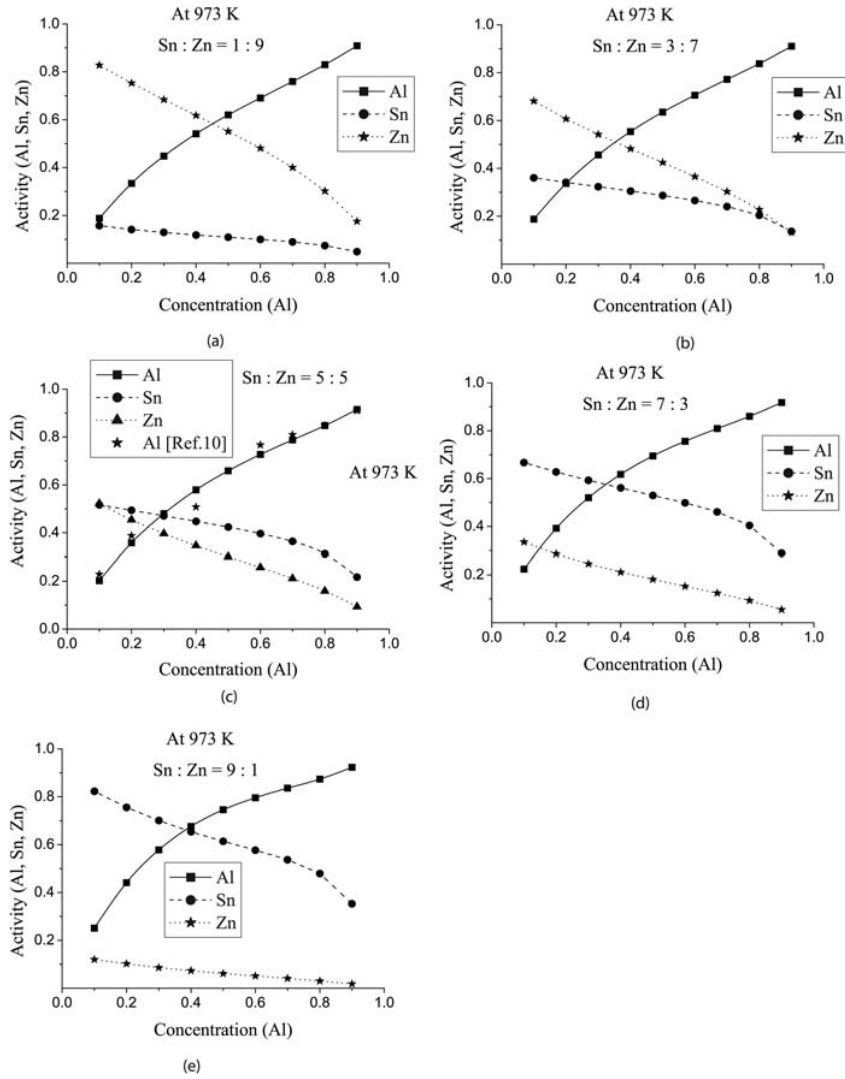 At 973 K
Sn : Zn = 1 : 9
Activity (Al, Sn, Zn)
1.0
0.8
0.6
0.4
0.2
Al
Sn
Zn
0.0 0.2 0.4 0.6 0.8 1.0
Concentration (Al)
(a)
At 973 K
Sn : Zn = 3 : 7
Activity (Al, Sn, Zn)
1.0
0.8
0.6
0.4
0.2
Al
Sn
Zn
0.0 0.2 0.4 0.6 0.8 1.0
Concentration (Al)
(b)
Sn : Zn = 5 : 5
Activity (Al, Sn, Zn)
1.0
0.8
0.6
0.4
0.2
0.0
Al
Sn
Zn
Al [Ref.10]
At 973 K
0.0 0.2 0.4 0.6 0.8 1.0
Concentration (Al)
(c)
At 973 K
Sn : Zn = 7 : 3
Activity (Al, Sn, Zn)
1.0
0.8
0.6
0.4
0.2
Al
Sn
Zn
0.0 0.2 0.4 0.6 0.8 1.0
Concentration (Al)
(d)
At 973 K
Sn : Zn = 9 : 1
Activity (Al, Sn, Zn)
1.0
0.8
0.6
0.4
0.2
Al
Sn
Zn
0.0 0.2 0.4 0.6 0.8 1.0
Concentration (Al)
(e)